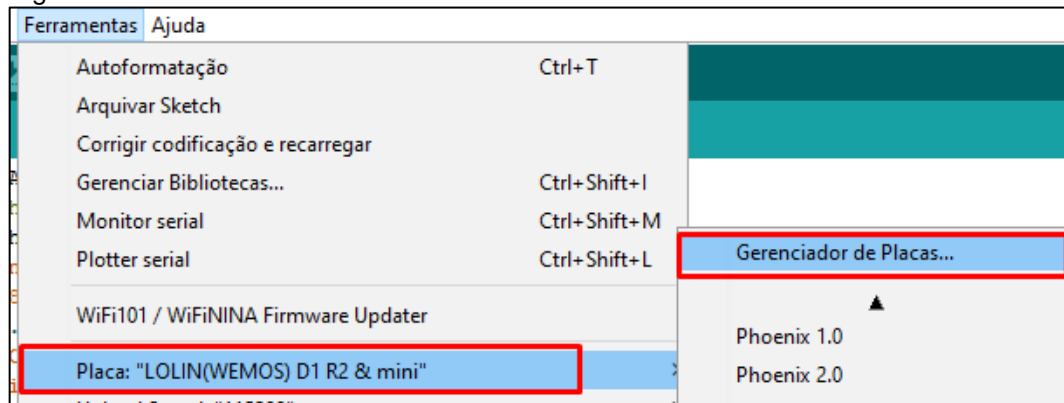 Ferramentas Ajuda
Autoformatação Ctrl+T
Arquivar Sketch
Corrigir codificação e recarregar
Gerenciar Bibliotecas... Ctrl+Shift+I
Monitor serial Ctrl+Shift+M
Plotter serial Ctrl+Shift+L
WiFi101 / WiFiNINA Firmware Updater
Placa: "LOLIN(WEMOS) D1 R2 & mini"
Gerenciador de Placas...
Phoenix 1.0
Phoenix 2.0